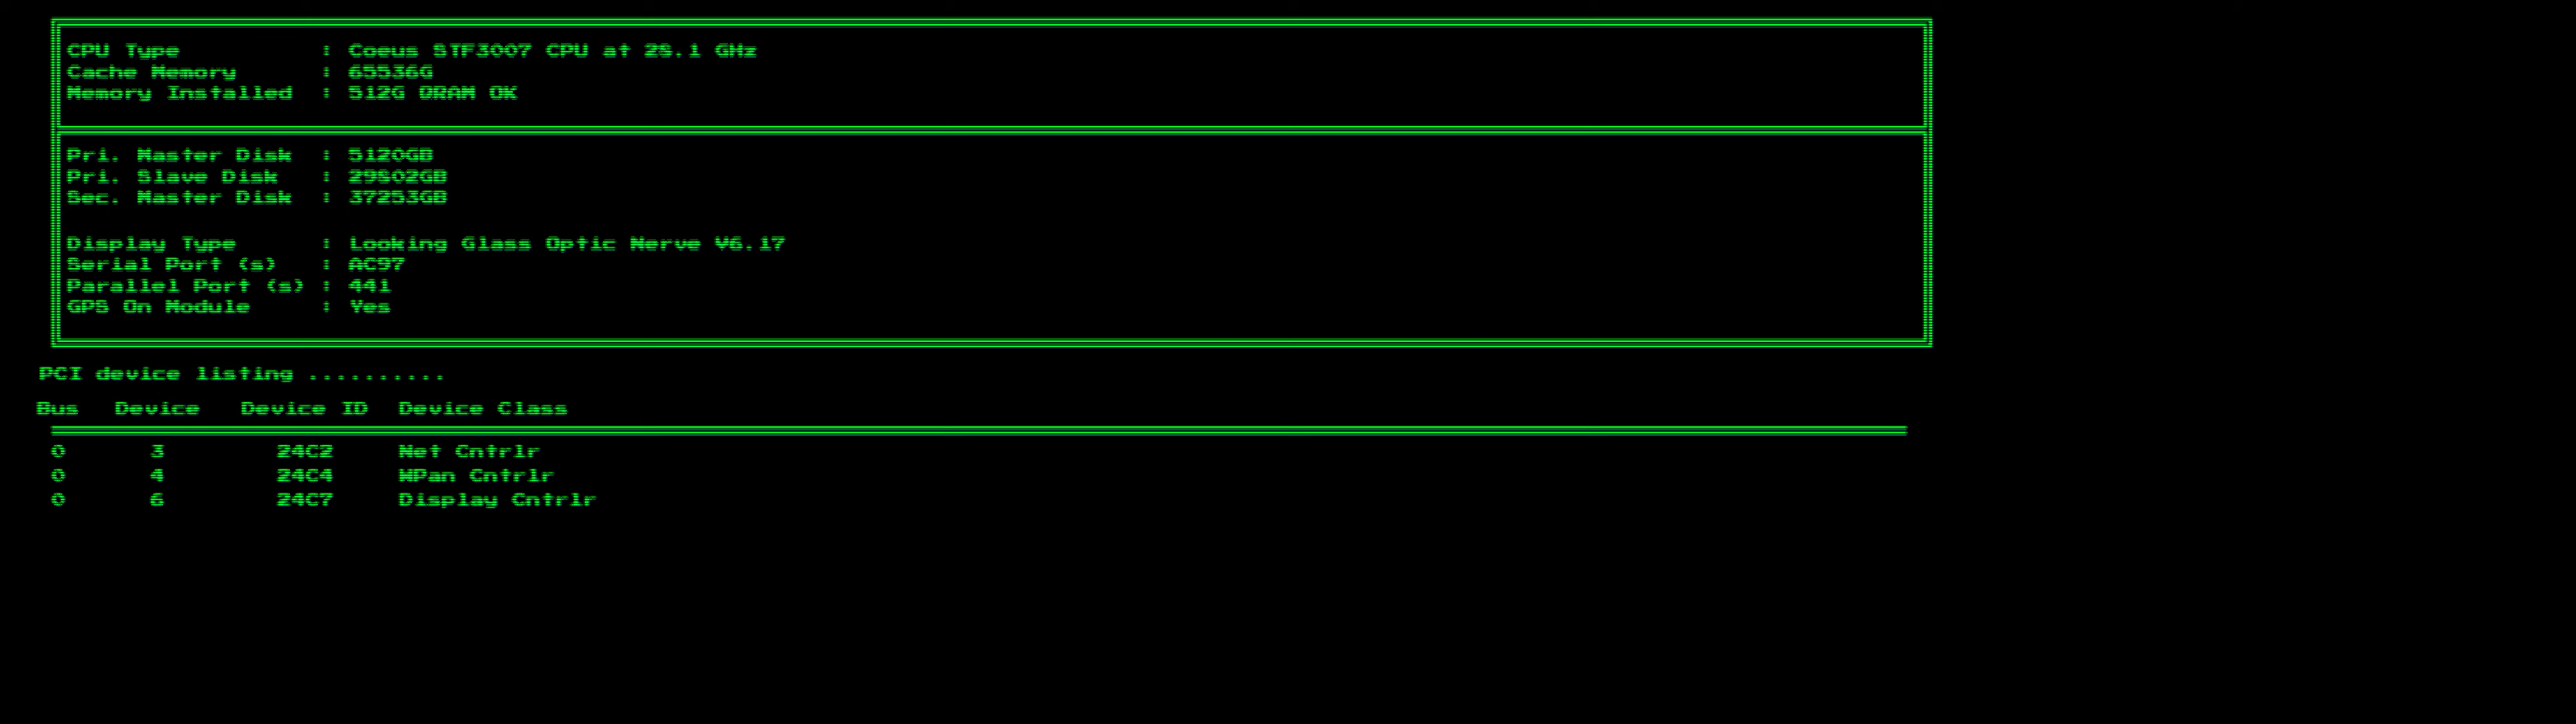 CPU Type : Coeus STF3007 CPU at 28.1 GHz
Cache Memory : 65536G
Memory Installed : 512G QRAM OK
Pri. Master Disk : 5120GB
Pri. Slave Disk : 29802GB
Sec. Master Disk : 37253GB
Display Type : Looking Glass Optic Nerve V6.17
Serial Port (s) : AC97
Parallel Port (s) : 441
GPS On Module : Yes
PCI device listing ..........
Bus Device Device ID Device Class
0 3 24C2 Net Cntrlr
0 4 24C4 WPan Cntrlr
0 6 24C7 Display Cntrlr